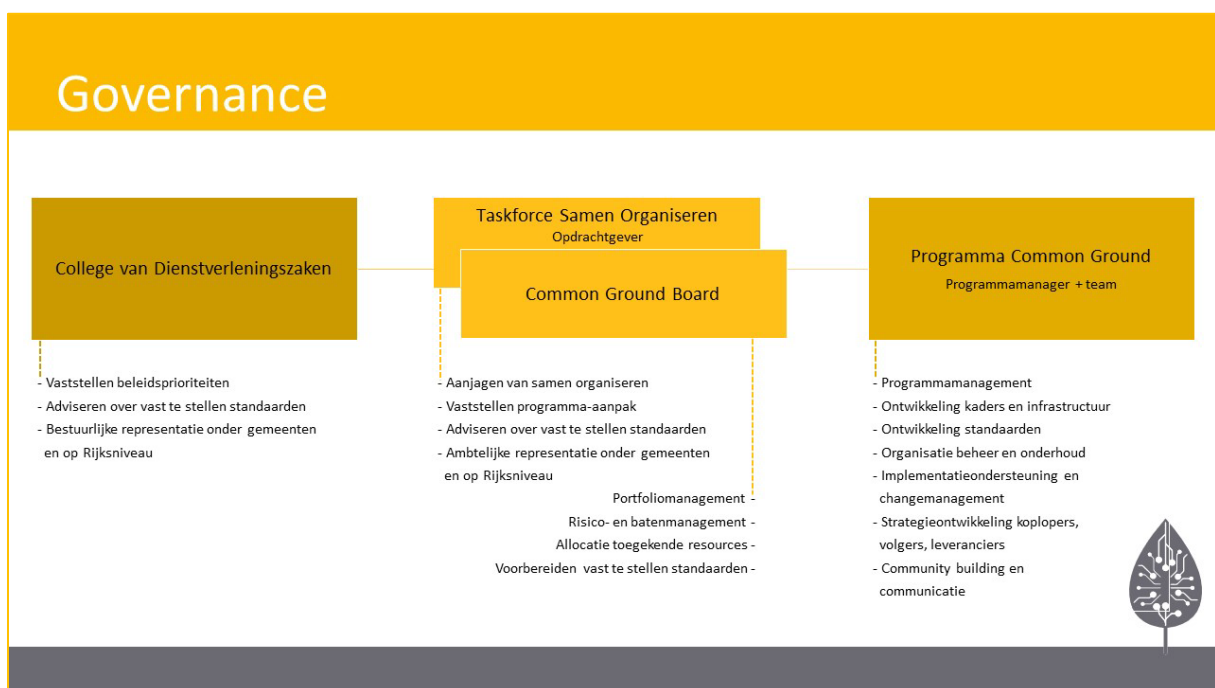 Governance
College van Dienstverleningszaken
- Vaststellen beleidsprioriteiten
- Adviseren over vast te stellen standaarden
- Bestuurlijke representatie onder gemeenten
en op Rijksniveau
Taskforce Samen Organiseren
Opdrachtgever
Common Ground Board
- Aanjagen van samen organiseren
- Vaststellen programma-aanpak
- Adviseren over vast te stellen standaarden
- Ambtelijke representatie onder gemeenten
en op Rijksniveau
Portfoliomanagement -
Risico- en batenmanagement -
Allocatie toegekende resources -
Voorbereiden vast te stellen standaarden -
Programma Common Ground
Programmamanager + team
- Programmamanagement
- Ontwikkeling kaders en infrastructuur
- Ontwikkeling standaarden
- Organisatie beheer en onderhoud
- Implementatieondersteuning en
changemanagement
- Strategieontwikkeling koplopers,
volgers, leveranciers
- Community building en
communicatie